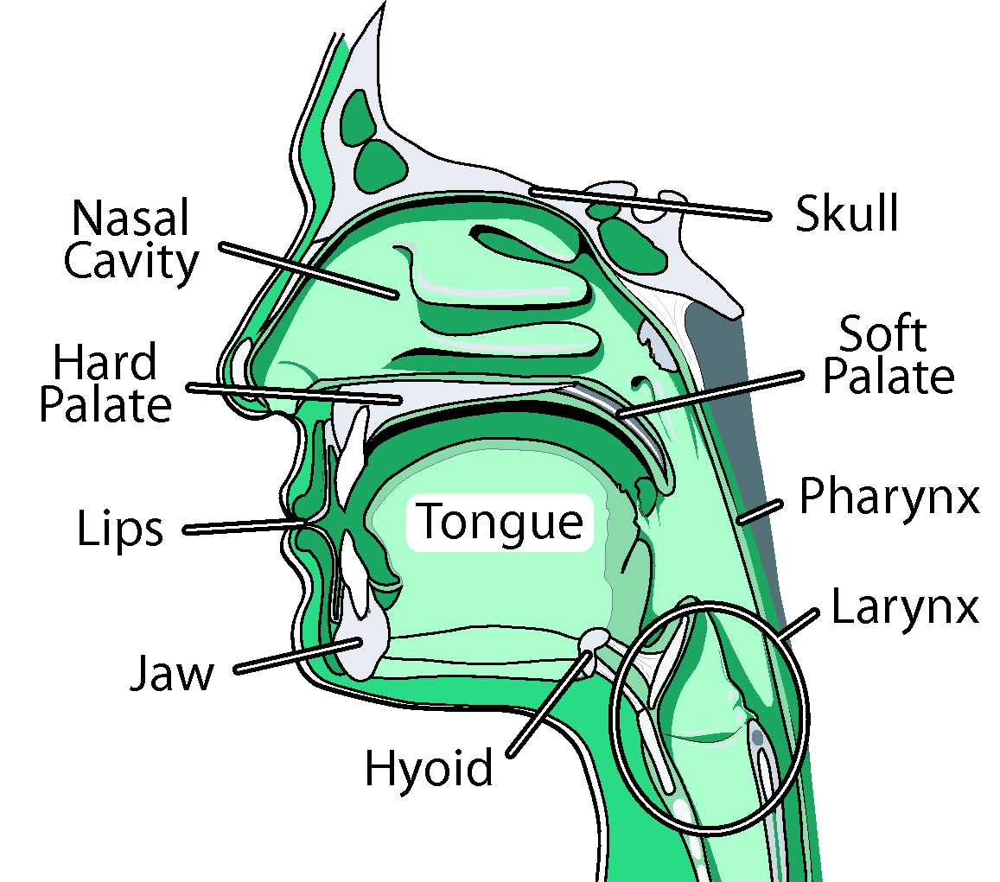 Nasal
Cavity
Skull
Hard
Palate
Soft
Palate
Tongue
Pharynx
Lips
Larynx
Jaw
Hyoid